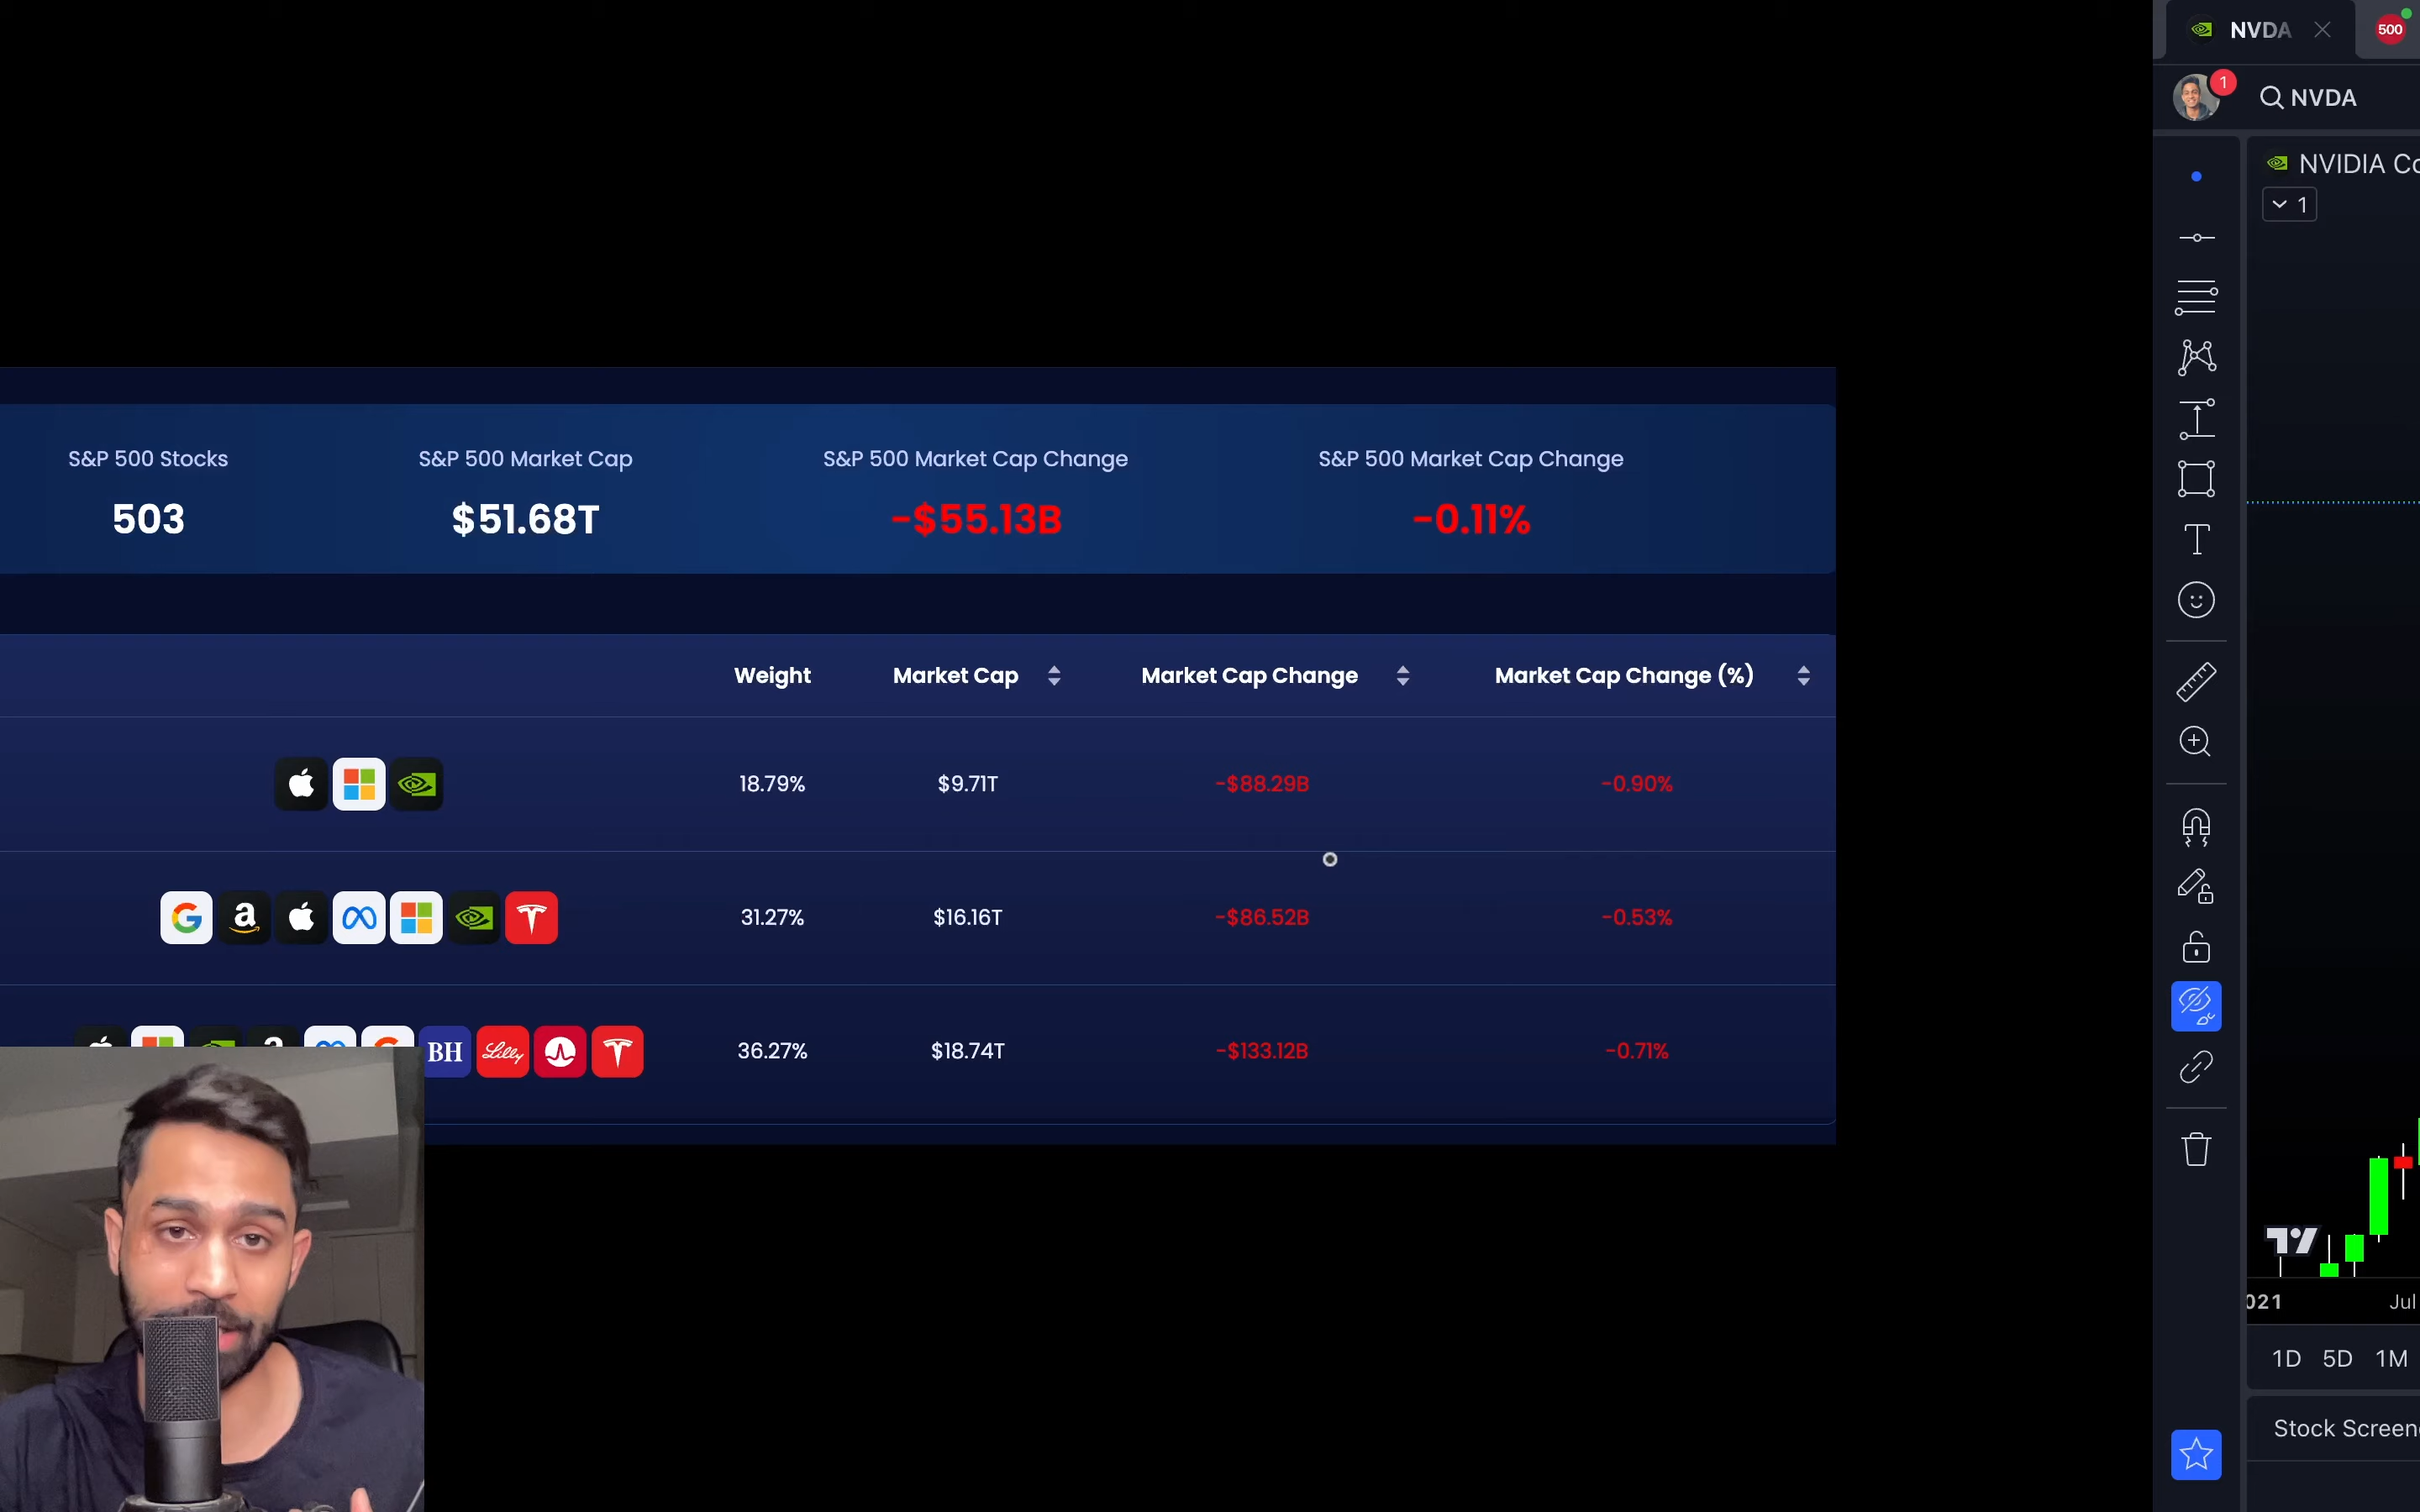 NVDA
500
1
NVDA
NVIDIA Co
1
S&P 500 Stocks
S&P 500 Market Cap
S&P 500 Market Cap Change
S&P 500 Market Cap Change
503
$51.68T
-$55.13B
-0.11%
Weight
Market Cap
Market Cap Change
Market Cap Change (%)
18.79%
$9.71T
-$88.29B
-0.90%
31.27%
$16.16T
-$86.52B
-0.53%
BH
Lilly
36.27%
$18.74T
-$133.12B
-0.71%
021
Jul
1D 5D 1M
Stock Screen